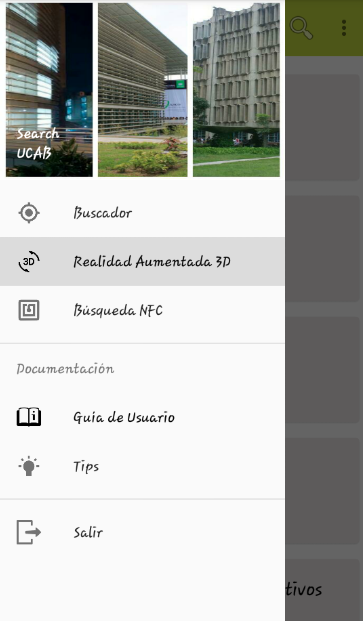 Search
UCAB
Buscador
3D
Realidad Aumentada 3D
Búsqueda NFC
Documentación
Guia de Usuario
Tips
Salir
tivos